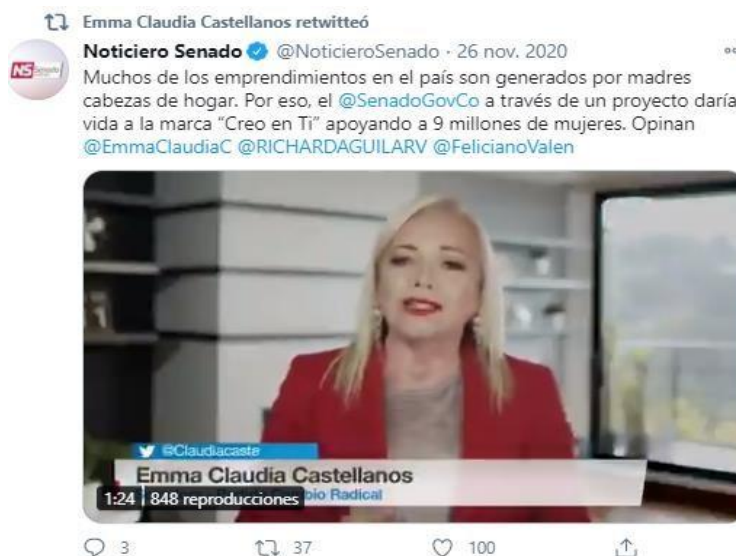 Emma Claudia Castellanos retwitteó
Noticiero Senado @NoticieroSenado · 26 nov. 2020
NS Senado
Muchos de los emprendimientos en el país son generados por madres
cabezas de hogar. Por eso, el @SenadoGovCo a través de un proyecto daría
vida a la marca “Creo en Ti” apoyando a 9 millones de mujeres. Opinan
@EmmaClaudiaC @RICHARDAGUILARV @FelicianoValen
@Claudiacaste
Emma Claudia Castellanos
1:24 848 reproducciones
bio Radical
3 37 100